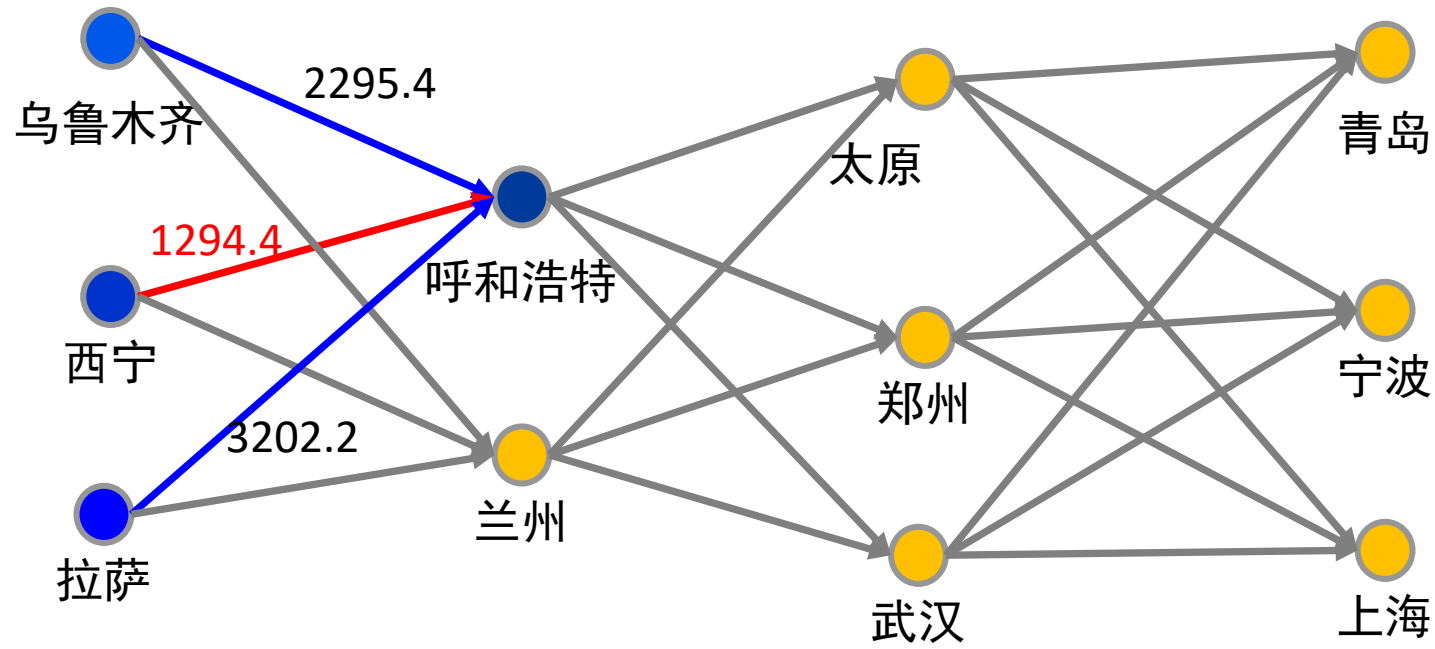 2295.4
乌鲁木齐
青岛
太原
1294.4
呼和浩特
西宁
宁波
郑州
3202.2
兰州
拉萨
武汉
上海